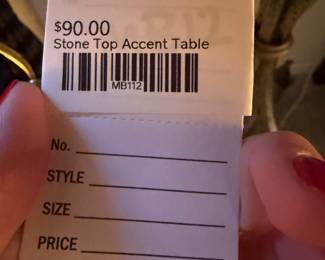 $90.00
Stone Top Accent Table
MB112
No.
STYLE
SIZE
PRICE